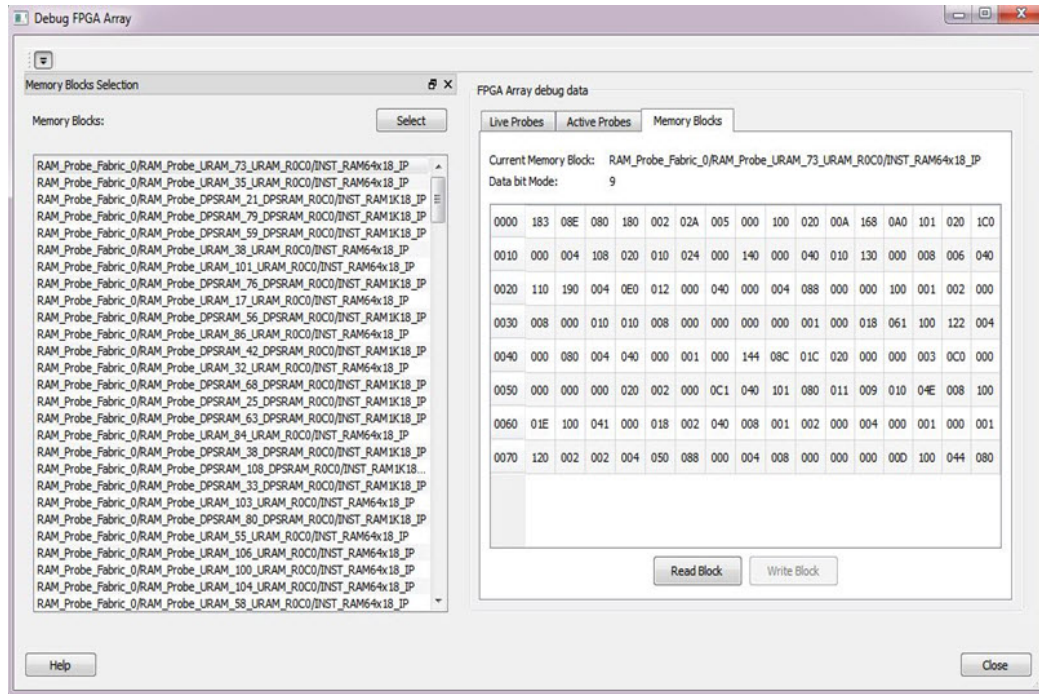 Debug FPGA Array
Memory Blocks Selection
Memory Blocks:
Select
RAM_Probe_Fabric_0/RAM_Probe_URAM_73_URAM_R0C0/INST_RAM64x18_IP
RAM_Probe_Fabric_0/RAM_Probe_URAM_35_URAM_R0C0/INST_RAM64x18_IP
RAM_Probe_Fabric_0/RAM_Probe_DPSRAM_21_DPSRAM_R0C0/INST_RAM1K18_IP
RAM_Probe_Fabric_0/RAM_Probe_DPSRAM_79_DPSRAM_R0C0/INST_RAM1K18_IP
RAM_Probe_Fabric_0/RAM_Probe_DPSRAM_59_DPSRAM_R0C0/INST_RAM1K18_IP
RAM_Probe_Fabric_0/RAM_Probe_URAM_38_URAM_R0C0/INST_RAM64x18_IP
RAM_Probe_Fabric_0/RAM_Probe_URAM_101_URAM_R0C0/INST_RAM64x18_IP
RAM_Probe_Fabric_0/RAM_Probe_DPSRAM_76_DPSRAM_R0C0/INST_RAM1K18_IP
RAM_Probe_Fabric_0/RAM_Probe_URAM_17_URAM_R0C0/INST_RAM64x18_IP
RAM_Probe_Fabric_0/RAM_Probe_DPSRAM_56_DPSRAM_R0C0/INST_RAM1K18_IP
RAM_Probe_Fabric_0/RAM_Probe_URAM_86_URAM_R0C0/INST_RAM64x18_IP
RAM_Probe_Fabric_0/RAM_Probe_DPSRAM_42_DPSRAM_R0C0/INST_RAM1K18_IP
RAM_Probe_Fabric_0/RAM_Probe_URAM_32_URAM_R0C0/INST_RAM64x18_IP
RAM_Probe_Fabric_0/RAM_Probe_DPSRAM_68_DPSRAM_R0C0/INST_RAM1K18_IP
RAM_Probe_Fabric_0/RAM_Probe_DPSRAM_25_DPSRAM_R0C0/INST_RAM1K18_IP
RAM_Probe_Fabric_0/RAM_Probe_DPSRAM_63_DPSRAM_R0C0/INST_RAM1K18_IP
RAM_Probe_Fabric_0/RAM_Probe_URAM_84_URAM_R0C0/INST_RAM64x18_IP
RAM_Probe_Fabric_0/RAM_Probe_DPSRAM_38_DPSRAM_R0C0/INST_RAM1K18_IP
RAM_Probe_Fabric_0/RAM_Probe_DPSRAM_108_DPSRAM_R0C0/INST_RAM1K18...
RAM_Probe_Fabric_0/RAM_Probe_DPSRAM_33_DPSRAM_R0C0/INST_RAM1K18_IP
RAM_Probe_Fabric_0/RAM_Probe_URAM_103_URAM_R0C0/INST_RAM64x18_IP
RAM_Probe_Fabric_0/RAM_Probe_DPSRAM_80_DPSRAM_R0C0/INST_RAM1K18_IP
RAM_Probe_Fabric_0/RAM_Probe_URAM_55_URAM_R0C0/INST_RAM64x18_IP
RAM_Probe_Fabric_0/RAM_Probe_URAM_106_URAM_R0C0/INST_RAM64x18_IP
RAM_Probe_Fabric_0/RAM_Probe_URAM_100_URAM_R0C0/INST_RAM64x18_IP
RAM_Probe_Fabric_0/RAM_Probe_URAM_104_URAM_R0C0/INST_RAM64x18_IP
RAM_Probe_Fabric_0/RAM_Probe_URAM_58_URAM_R0C0/INST_RAM64x18_IP
FPGA Array debug data
Live Probes Active Probes Memory Blocks
Current Memory Block: RAM_Probe_Fabric_0/RAM_Probe_URAM_73_URAM_R0C0/INST_RAM64x18_IP
Data bit Mode: 9
0000 183 08E 080 180 002 02A 005 000 100 020 00A 168 0A0 101 020 1C0
0010 000 004 108 020 010 024 000 140 000 040 010 130 000 008 006 040
0020 110 190 004 0E0 012 000 040 000 004 088 000 000 100 001 002 000
0030 008 000 010 010 008 000 000 000 000 001 000 018 061 100 122 004
0040 000 080 004 040 000 001 000 144 08C 01C 020 000 000 003 0C0 000
0050 000 000 000 020 002 000 0C1 040 101 080 011 009 010 04E 008 100
0060 01E 100 041 000 018 002 040 008 001 002 000 004 000 001 000 001
0070 120 002 002 004 050 088 000 004 008 000 000 000 00D 100 044 080
Read Block Write Block
Help Close